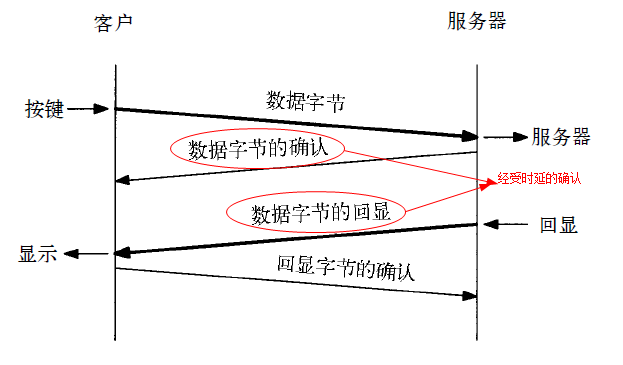 客户
服务器
按键
数据字节
服务器
数据字节的确认
经受时延的确认
数据字节的回显
回显
显示
回显字节的确认